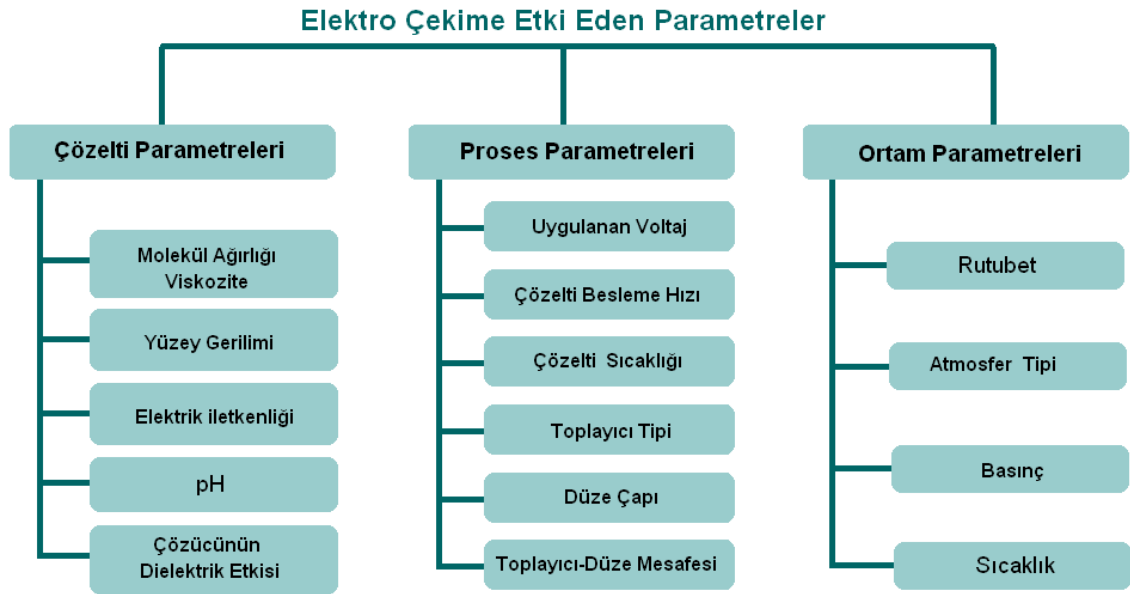 Elektro Çekime Etki Eden Parametreler
Çözelti Parametreleri
Molekül Ağırlığı
Viskozite
Yüzey Gerilimi
Elektrik iletkenliği
pH
Çözücünün
Dielektrik Etkisi
Proses Parametreleri
Uygulanan Voltaj
Çözelti Besleme Hızı
Çözelti Sıcaklığı
Toplayıcı Tipi
Düze Çapı
Toplayıcı-Düze Mesafesi
Ortam Parametreleri
Rutubet
Atmosfer Tipi
Basınç
Sıcaklık